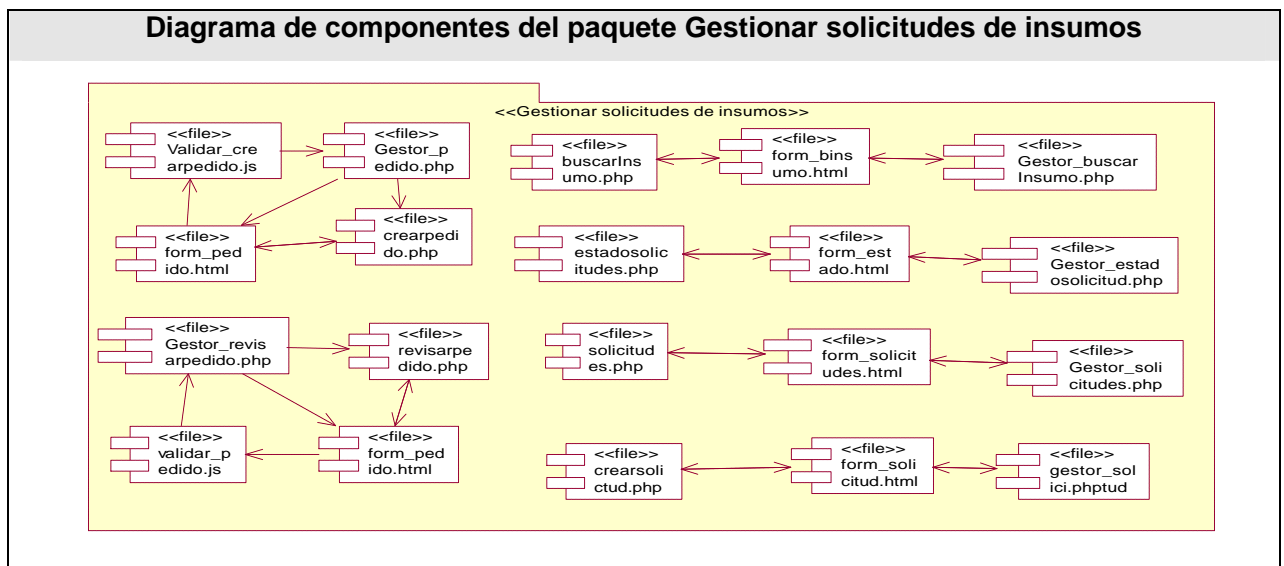 Diagrama de componentes del paquete Gestionar solicitudes de insumos
<<Gestionar solicitudes de insumos>>
<<file>>
Validar_cre
arpedido.js
<<file>>
Gestor_p
edido.php
<<file>>
form_ped
ido.html
<<file>>
crearpedi
do.php
<<file>>
Gestor_revis
arpedido.php
<<file>>
revisarpe
dido.php
<<file>>
validar_p
edido.js
<<file>>
form_ped
ido.html
<<file>>
buscarIns
umo.php
<<file>>
form_bins
umo.html
<<file>>
Gestor_buscar
Insumo.php
<<file>>
estadosolic
itudes.php
<<file>>
form_est
ado.html
<<file>>
Gestor_estad
osolicitud.php
<<file>>
solicitud
es.php
<<file>>
form_solicit
udes.html
<<file>>
Gestor_soli
citudes.php
<<file>>
crearsoli
ctud.php
<<file>>
form_soli
citud.html
<<file>>
gestor_sol
ici.phptud